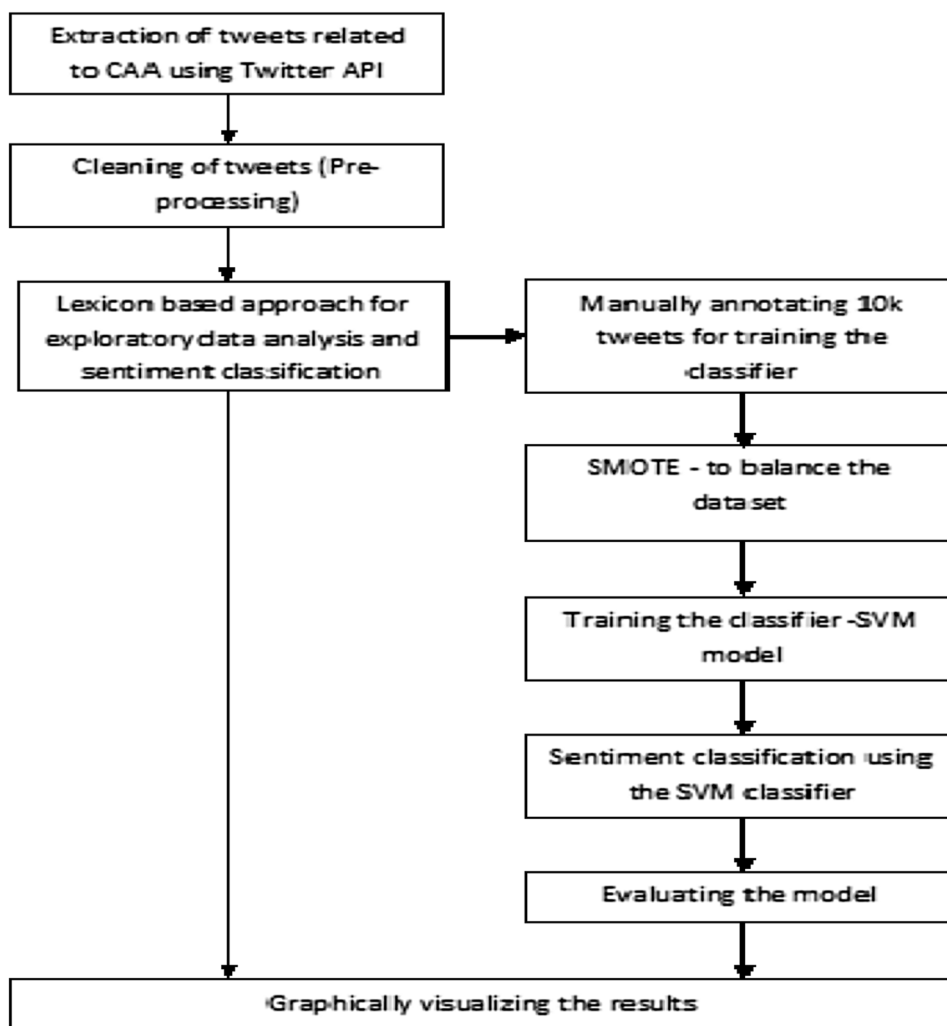 Extraction of tweets related
to CAA using Twitter API
Cleaning of tweets (Pre-
processing)
Lexicon based approach for
exploratory data analysis and
sentiment classification
Manually annotating 10k
tweets for training the
classifier
SMOTE - to balance the
dataset
Training the classifier -SVM
model
Sentiment classification using
the SVM classifier
Evaluating the model
Graphically visualizing the results